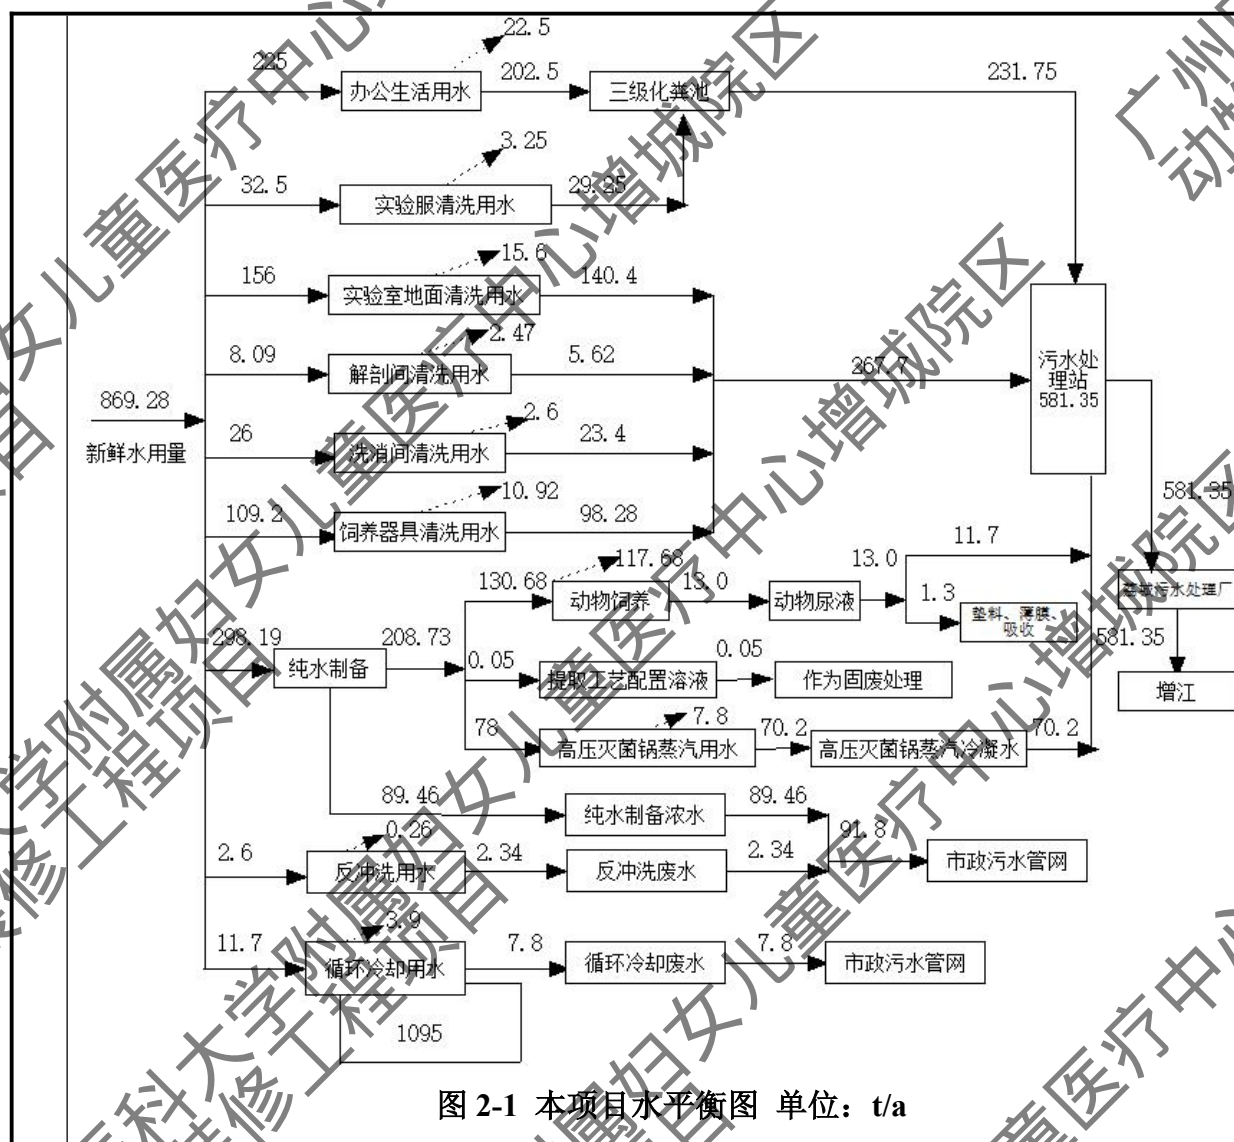 22.5
225
办公生活用水
202.5
三级化粪池
231.75
3.25
32.5
实验服清洗用水
29.25
15.6
156
实验室地面清洗用水
140.4
2.47
8.09
解剖间清洗用水
5.62
267.7
污水处
理站
581.35
869.28
新鲜水用量
2.6
26
洗消间清洗用水
23.4
10.92
109.2
饲养器具清洗用水
98.28
581.35
117.68
130.68
动物饲养
13.0
动物尿液
13.0
11.7
1.3
垫料、薄膜、
吸收
荔城污水处理厂
298.19
纯水制备
208.73
0.05
提取工艺配置溶液
0.05
作为固废处理
581.35
增江
7.8
78
高压灭菌锅蒸汽用水
70.2
高压灭菌锅蒸汽冷凝水
70.2
89.46
纯水制备浓水
89.46
91.8
市政污水管网
0.26
2.6
反冲洗用水
2.34
反冲洗废水
2.34
3.9
11.7
循环冷却用水
7.8
循环冷却废水
7.8
市政污水管网
1095
图 2-1 本项目水平衡图 单位：t/a